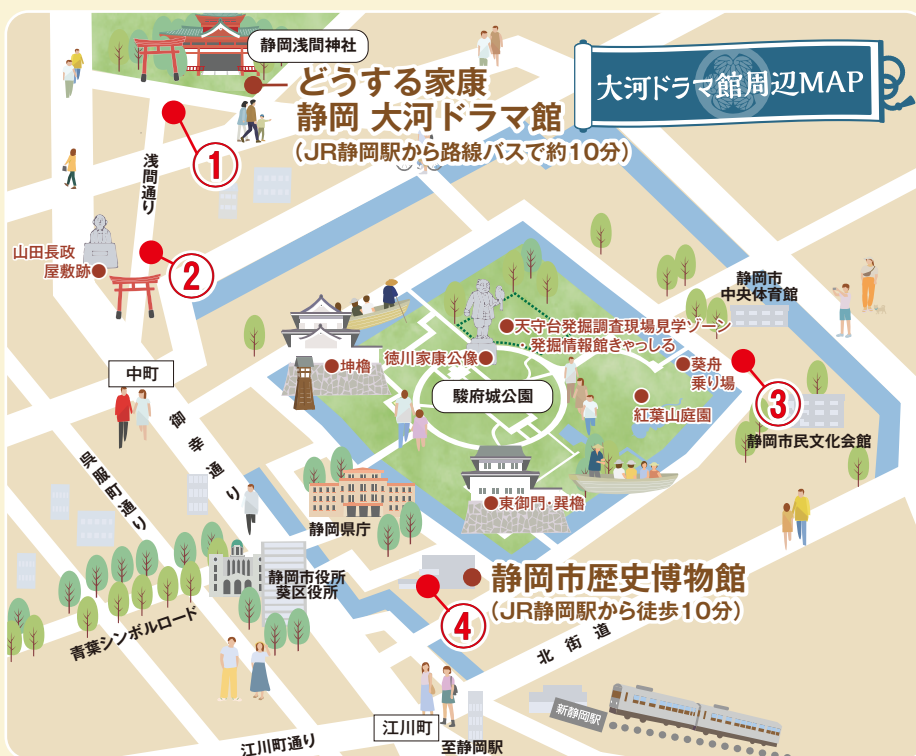 静岡浅間神社
大河ドラマ館周辺MAP
どうする家康
静岡 大河ドラマ館
(JR静岡駅から路線バスで約10分)
①
浅間通り
山田長政
屋敷跡
②
静岡市
中央体育館
天守台発掘調査現場見学ゾーン
・発掘情報館きゃっしる
徳川家康公像
坤櫓
葵舟
乗り場
③
駿府城公園
紅葉山庭園
静岡市民文化会館
中町
御幸通り
呉服町通り
東御門・巽櫓
静岡県庁
静岡市役所
葵区役所
静岡市歴史博物館
(JR静岡駅から徒歩10分)
④
青葉シンボルロード
北街道
新静岡駅
江川町
江川町通り
至静岡駅